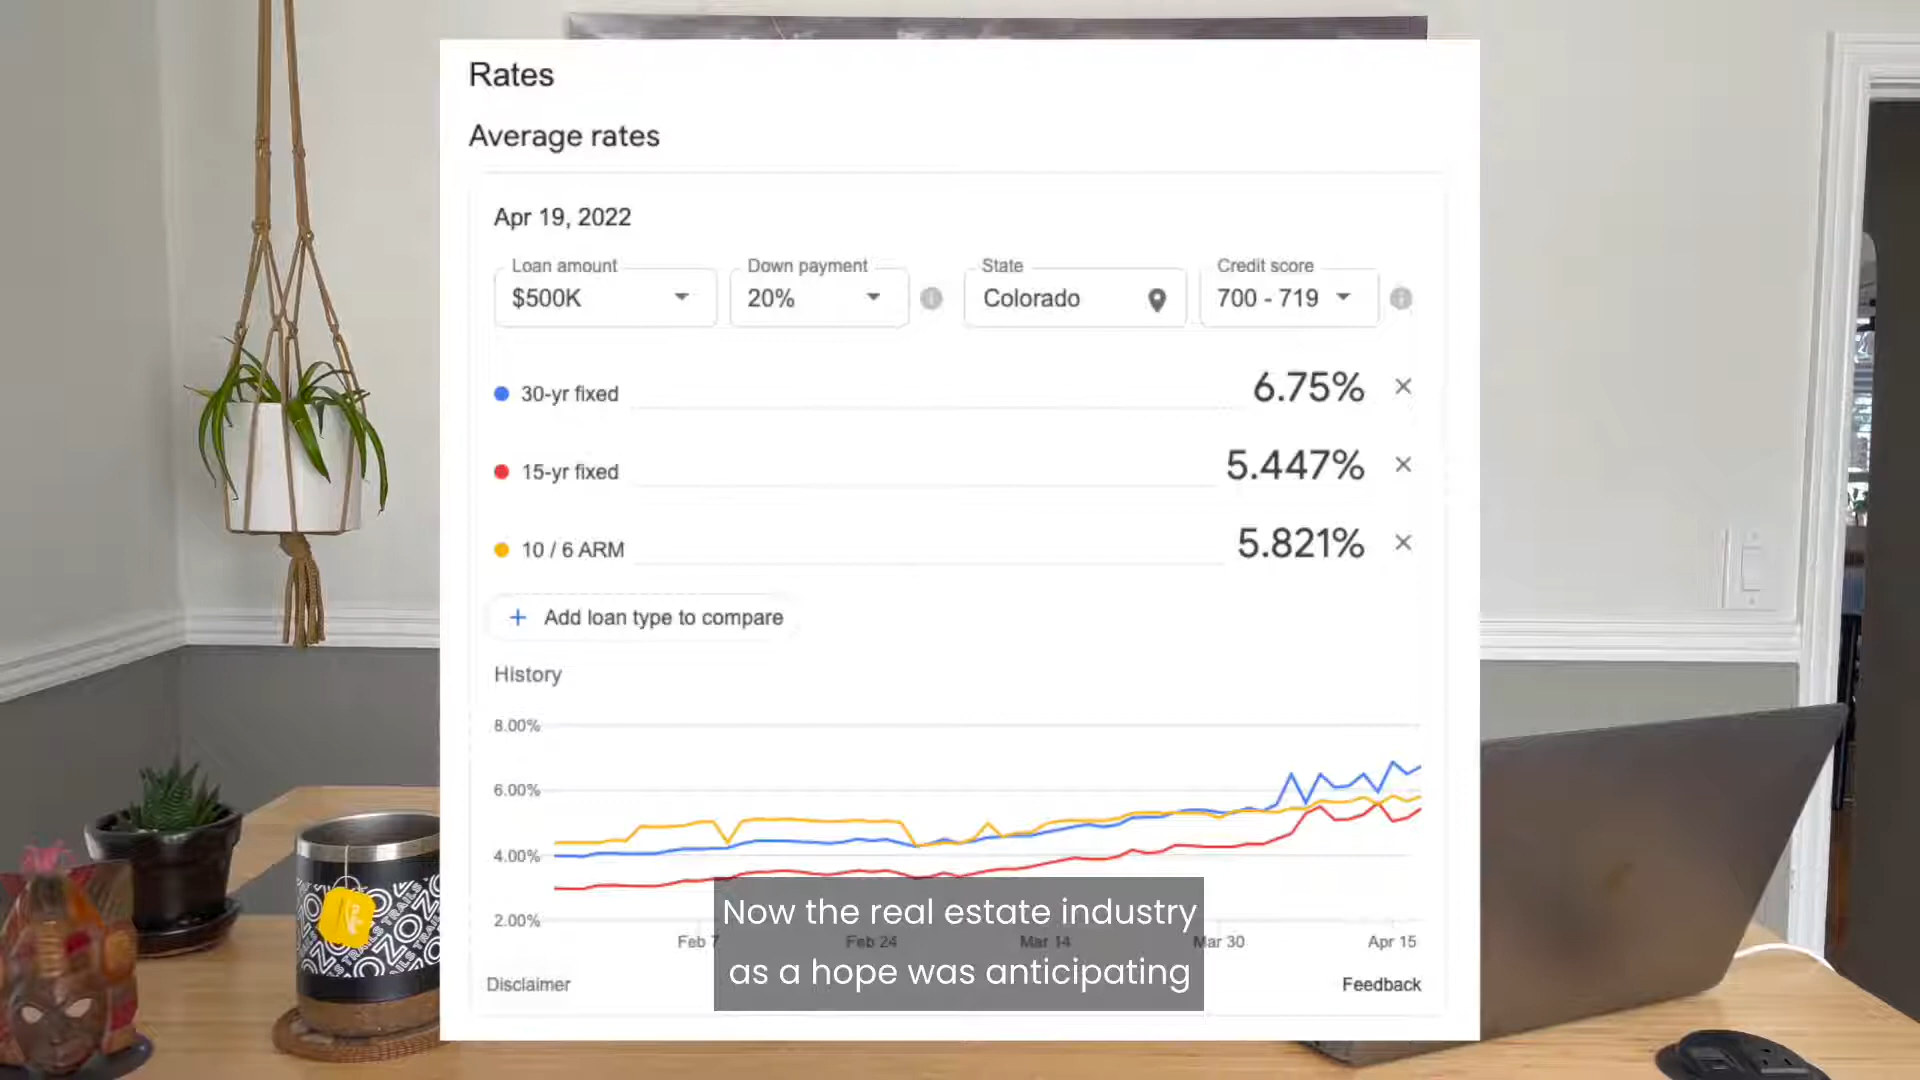 Rates
Average rates
Apr 19, 2022
Loan amount
Down payment
State
Credit score
$500K
20%
Colorado
700 - 719
30-yr fixed
6.75%
15-yr fixed
5.447%
10 / 6 ARM
5.821%
+ Add loan type to compare
History
8.00%
6.00%
4.00%
2.00%
Feb 7
Feb 24
Mar 14
Mar 30
Apr 15
Now the real estate industry
as a hope was anticipating
Disclaimer
Feedback